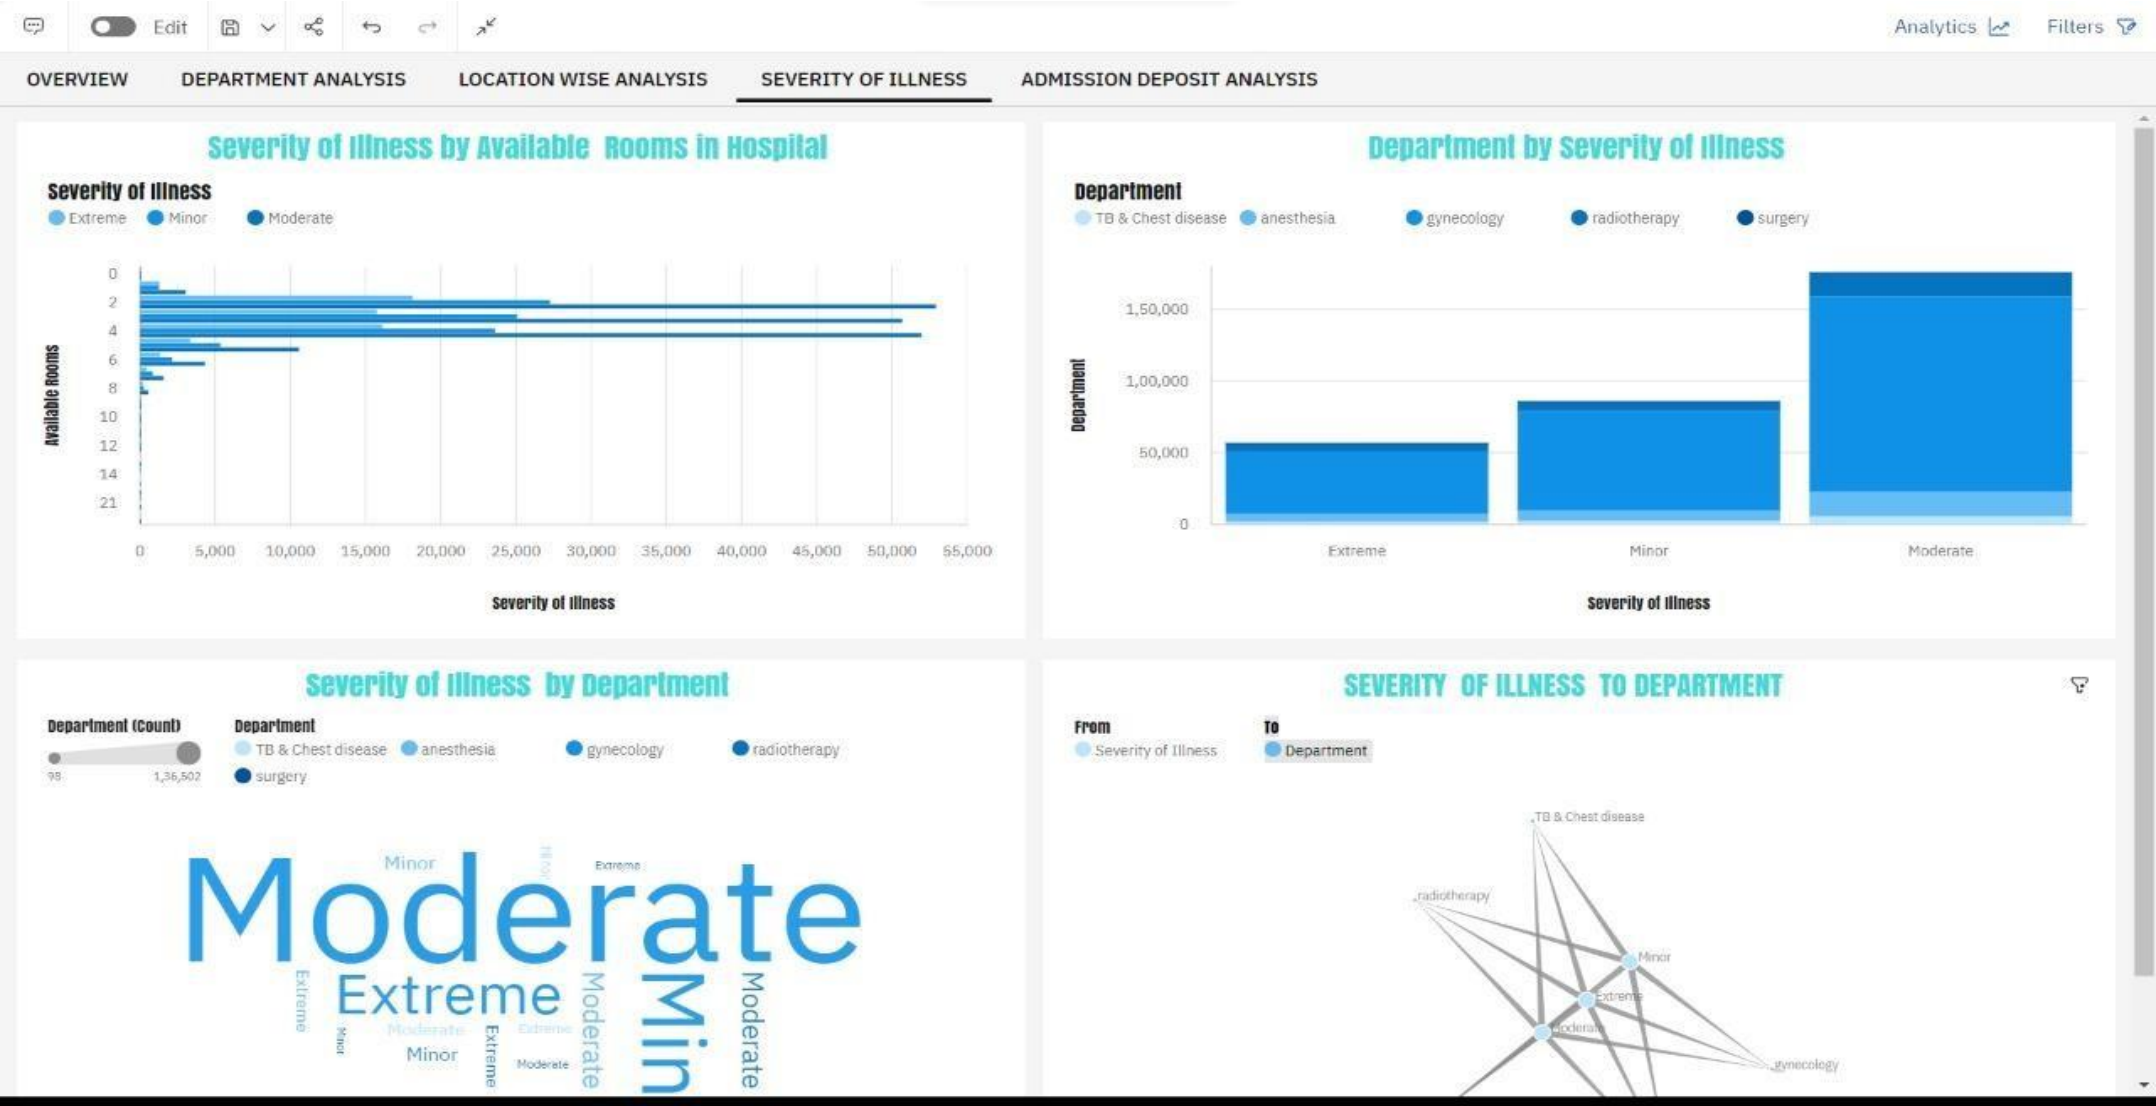 Edit
Analytics
Filters
OVERVIEW
DEPARTMENT ANALYSIS
LOCATION WISE ANALYSIS
SEVERITY OF ILLNESS
ADMISSION DEPOSIT ANALYSIS
Severity of Illness by Available Rooms in Hospital
Severity of Illness
Extreme Minor Moderate
Available Rooms
0
2
4
6
8
10
12
14
21
0 5,000 10,000 15,000 20,000 25,000 30,000 35,000 40,000 45,000 50,000 55,000
Severity of Illness
Department by Severity of Illness
Department
TB & Chest disease anesthesia gynecology radiotherapy surgery
Department
1,50,000
1,00,000
50,000
0
Extreme Minor Moderate
Severity of Illness
Severity of Illness by Department
Department (Count)
98 1,36,502
Department
TB & Chest disease anesthesia gynecology radiotherapy
surgery
Minor
Minor
Extreme
Moderate
Extreme
Extreme
Moderate
Min
Moderate
Minor
Moderate
Extreme
Extreme
Minor
Moderate
SEVERITY OF ILLNESS TO DEPARTMENT
From
Severity of Illness
To
Department
TB & Chest disease
radiotherapy
Minor
Extreme
Moderate
gynecology